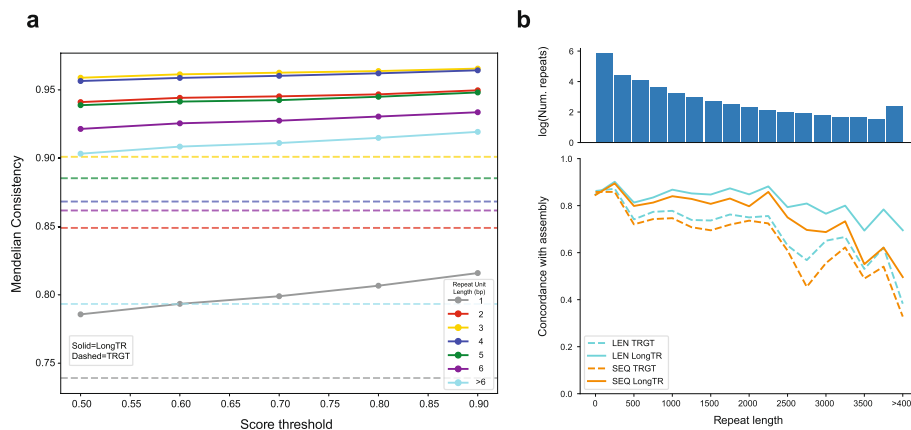 a
Mendelian Consistency
0.95
0.90
0.85
0.80
0.75
Solid=LongTR
Dashed=TRGT
Repeat Unit
Length (bp)
1
2
3
4
5
6
>6
0.50 0.55 0.60 0.65 0.70 0.75 0.80 0.85 0.90
Score threshold
b
log(Num. repeats)
6
4
2
0
Concordance with assembly
1.0
0.8
0.6
0.4
0.2
0.0
LEN TRGT
LEN LongTR
SEQ TRGT
SEQ LongTR
0 500 1000 1500 2000 2500 3000 3500 >400
Repeat length